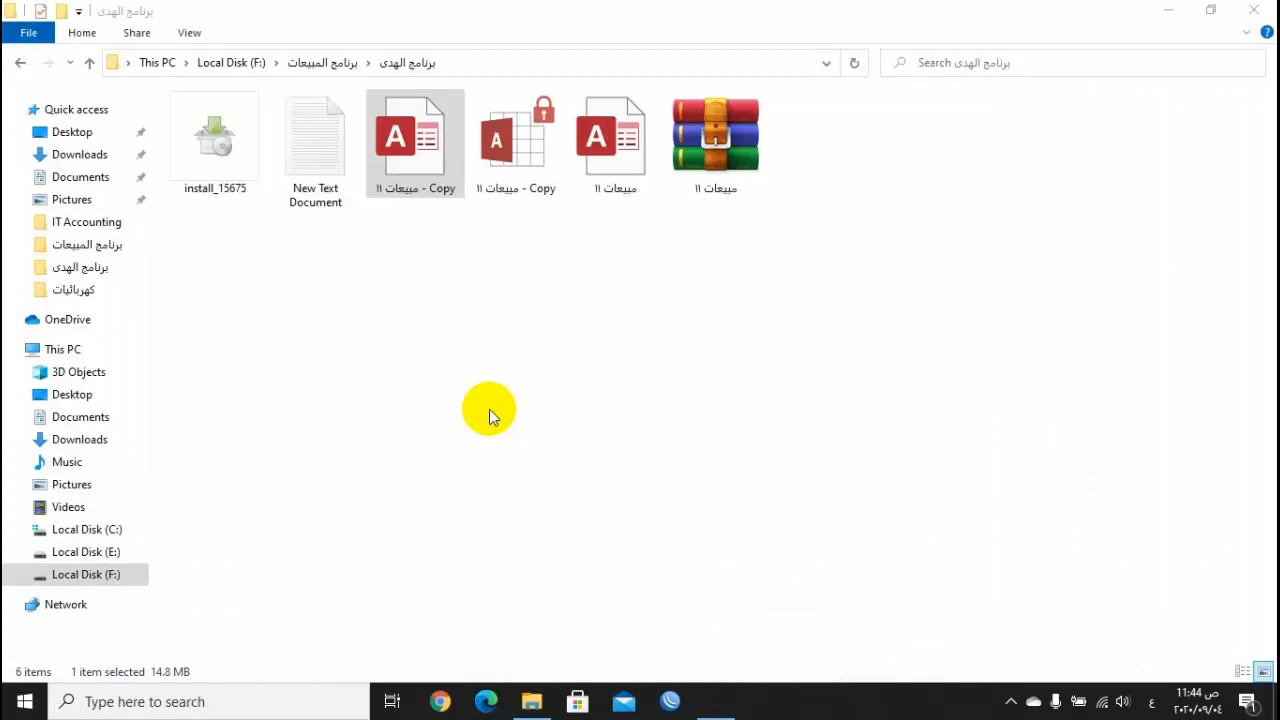 برنامج الهدى
File
Home
Share
View
This PC
Local Disk (F:)
برنامج المبيعات
برنامج الهدى
Search برنامج الهدى
Quick access
Desktop
Downloads
Documents
Pictures
IT Accounting
برنامج المبيعات
برنامج الهدى
كهربائيات
OneDrive
This PC
3D Objects
Desktop
Documents
Downloads
Music
Pictures
Videos
Local Disk (C:)
Local Disk (E:)
Local Disk (F:)
Network
install_15675
New Text
Document
مبيعات ١١ - Copy
مبيعات ١١ - Copy
مبيعات ١١
مبيعات ١١
6 items
1 item selected 14.8 MB
Type here to search
ع
11:44 ص
٢٠٢٠/٠٩/٠٤
1